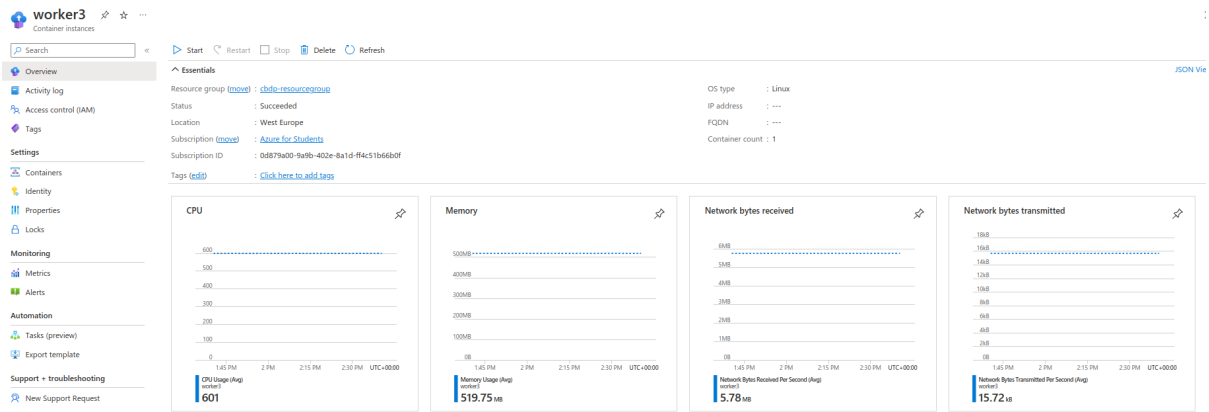 worker3
Container instances
Search
Overview
Activity log
Access control (IAM)
Tags
Settings
Containers
Identity
Properties
Locks
Monitoring
Metrics
Alerts
Automation
Tasks (preview)
Export template
Support + troubleshooting
New Support Request
Start Restart Stop Delete Refresh
Essentials
JSON Vie
Resource group (move) : cbdp-resourcegroup
Status : Succeeded
Location : West Europe
Subscription (move) : Azure for Students
Subscription ID : 0d879a00-9a9b-402e-8a1d-ff4c51b66b0f
Tags (edit) : Click here to add tags
OS type : Linux
IP address : ---
FQDN : ---
Container count : 1
CPU
600
500
400
300
200
100
0
1:45 PM 2 PM 2:15 PM 2:30 PM UTC+00:00
CPU Usage (Avg)
worker3
601
Memory
500MB
400MB
300MB
200MB
100MB
0B
1:45 PM 2 PM 2:15 PM 2:30 PM UTC+00:00
Memory Usage (Avg)
worker3
519.75 MB
Network bytes received
6MB
5MB
4MB
3MB
2MB
1MB
0B
1:45 PM 2 PM 2:15 PM 2:30 PM UTC+00:00
Network Bytes Received Per Second (Avg)
worker3
5.78 MB
Network bytes transmitted
18kB
16kB
14kB
12kB
10kB
8kB
6kB
4kB
2kB
0B
1:45 PM 2 PM 2:15 PM 2:30 PM UTC+00:00
Network Bytes Transmitted Per Second (Avg)
worker3
15.72 kB